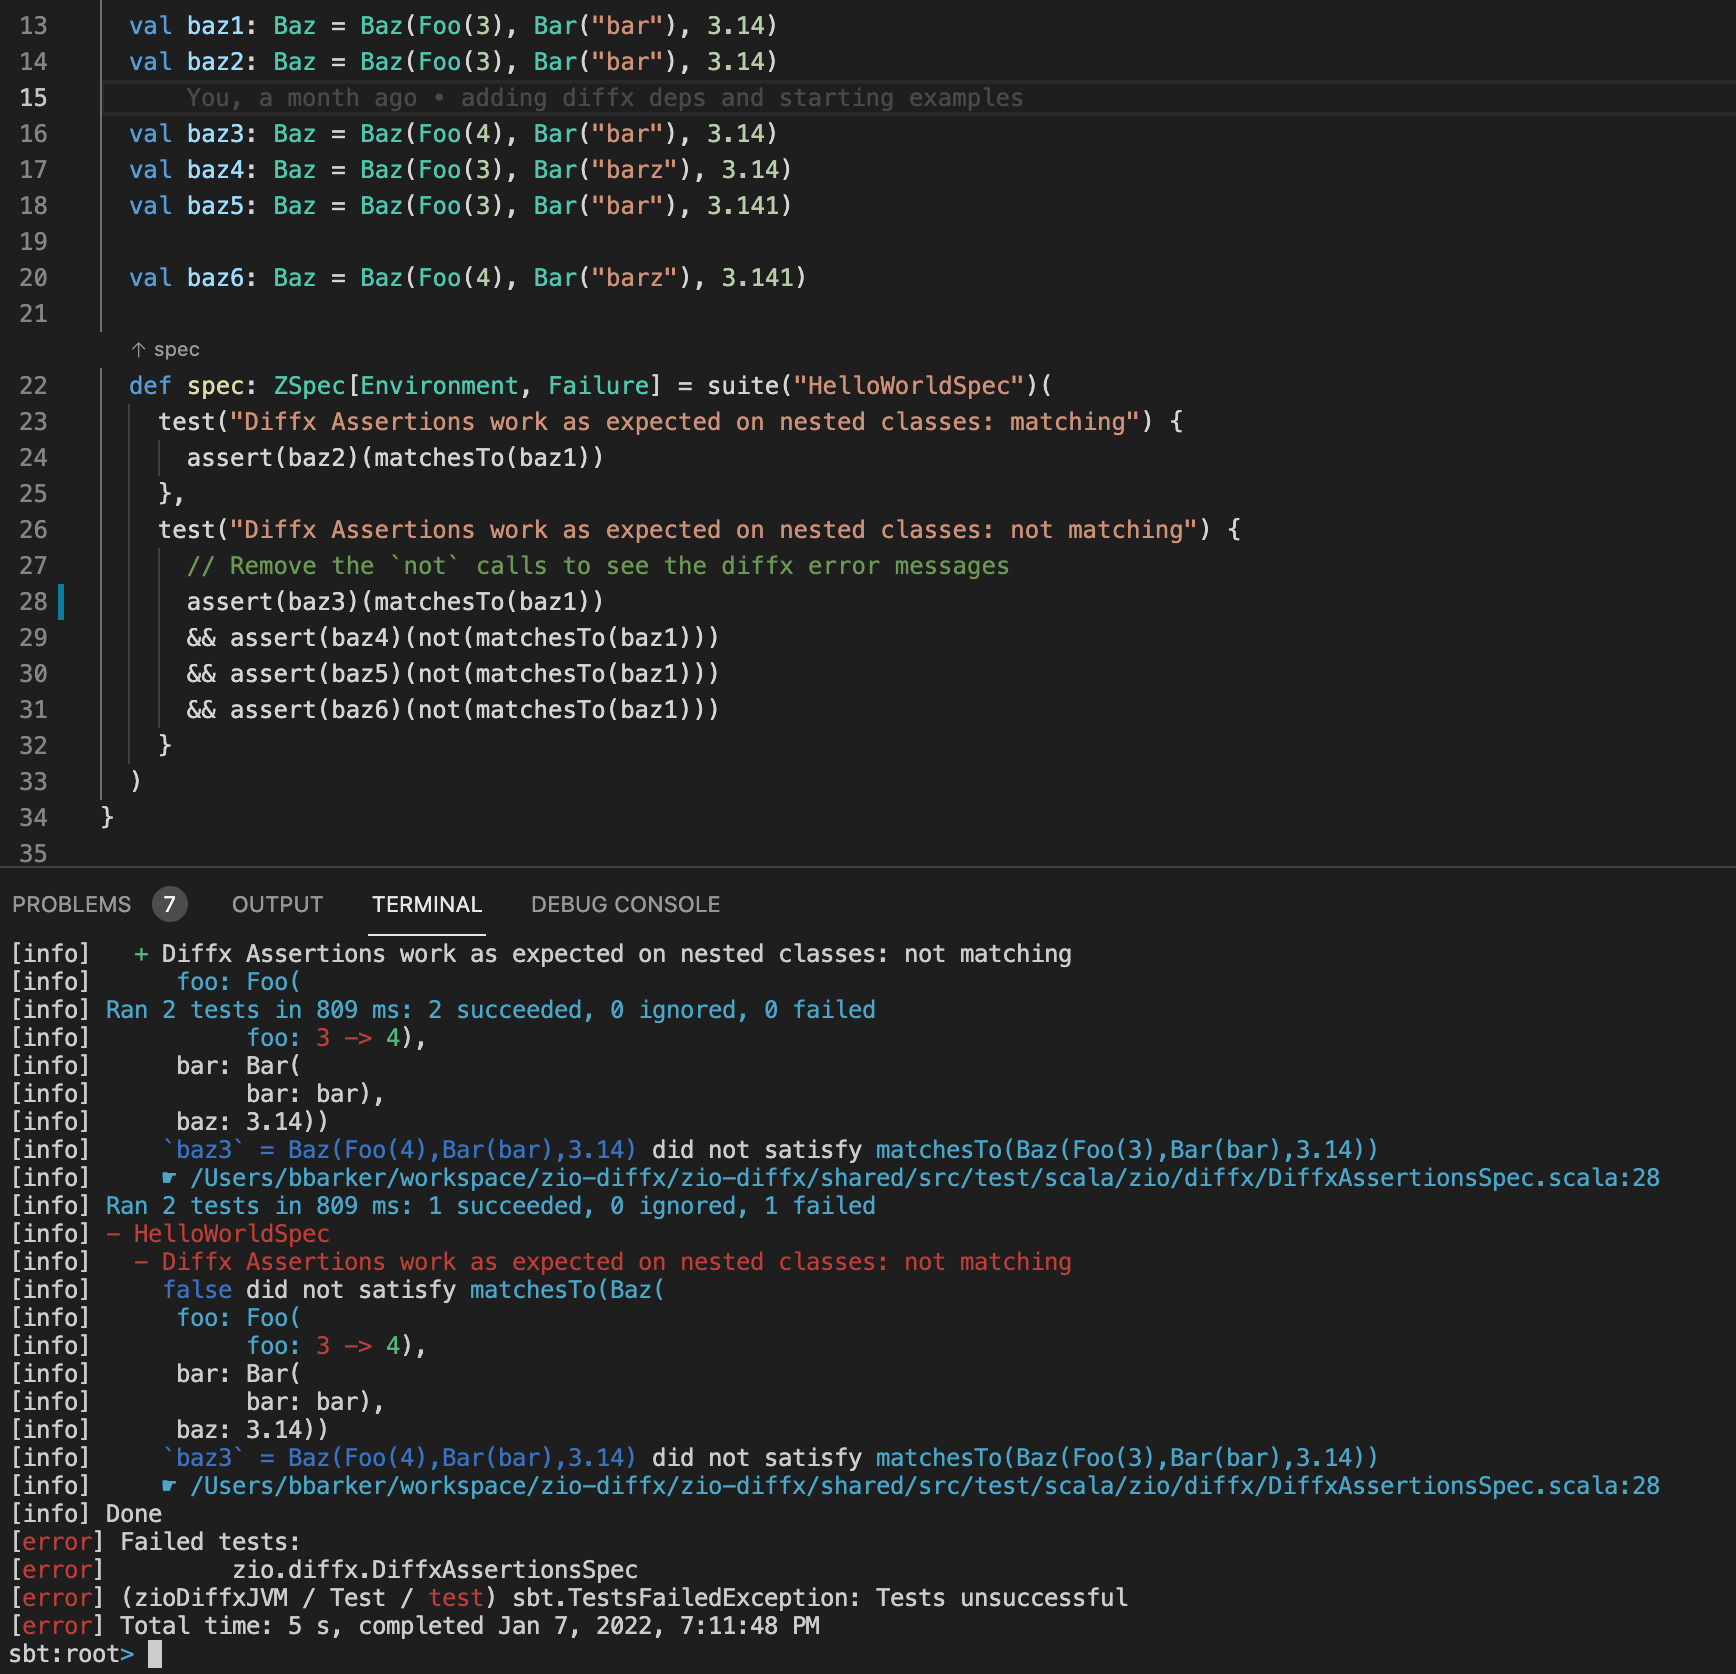 13 val baz1: Baz = Baz(Foo(3), Bar("bar"), 3.14)
14 val baz2: Baz = Baz(Foo(3), Bar("bar"), 3.14)
15 You, a month ago • adding diffx deps and starting examples
16 val baz3: Baz = Baz(Foo(4), Bar("bar"), 3.14)
17 val baz4: Baz = Baz(Foo(3), Bar("barz"), 3.14)
18 val baz5: Baz = Baz(Foo(3), Bar("bar"), 3.141)
19
20 val baz6: Baz = Baz(Foo(4), Bar("barz"), 3.141)
21
↑ spec
22 def spec: ZSpec[Environment, Failure] = suite("HelloWorldSpec")(
23 test("Diffx Assertions work as expected on nested classes: matching") {
24 assert(baz2)(matchesTo(baz1))
25 },
26 test("Diffx Assertions work as expected on nested classes: not matching") {
27 // Remove the `not` calls to see the diffx error messages
28 assert(baz3)(matchesTo(baz1))
29 && assert(baz4)(not(matchesTo(baz1)))
30 && assert(baz5)(not(matchesTo(baz1)))
31 && assert(baz6)(not(matchesTo(baz1)))
32 }
33 )
34 }
35
PROBLEMS 7 OUTPUT TERMINAL DEBUG CONSOLE
[info] + Diffx Assertions work as expected on nested classes: not matching
[info] foo: Foo(
[info] Ran 2 tests in 809 ms: 2 succeeded, 0 ignored, 0 failed
[info] foo: 3 -> 4),
[info] bar: Bar(
[info] bar: bar),
[info] baz: 3.14))
[info] `baz3` = Baz(Foo(4),Bar(bar),3.14) did not satisfy matchesTo(Baz(Foo(3),Bar(bar),3.14))
[info] ☛ /Users/bbarker/workspace/zio-diffx/zio-diffx/shared/src/test/scala/zio/diffx/DiffxAssertionsSpec.scala:28
[info] Ran 2 tests in 809 ms: 1 succeeded, 0 ignored, 1 failed
[info] - HelloWorldSpec
[info] - Diffx Assertions work as expected on nested classes: not matching
[info] false did not satisfy matchesTo(Baz(
[info] foo: Foo(
[info] foo: 3 -> 4),
[info] bar: Bar(
[info] bar: bar),
[info] baz: 3.14))
[info] `baz3` = Baz(Foo(4),Bar(bar),3.14) did not satisfy matchesTo(Baz(Foo(3),Bar(bar),3.14))
[info] ☛ /Users/bbarker/workspace/zio-diffx/zio-diffx/shared/src/test/scala/zio/diffx/DiffxAssertionsSpec.scala:28
[info] Done
[error] Failed tests:
[error] zio.diffx.DiffxAssertionsSpec
[error] (zioDiffxJVM / Test / test) sbt.TestsFailedException: Tests unsuccessful
[error] Total time: 5 s, completed Jan 7, 2022, 7:11:48 PM
sbt:root>